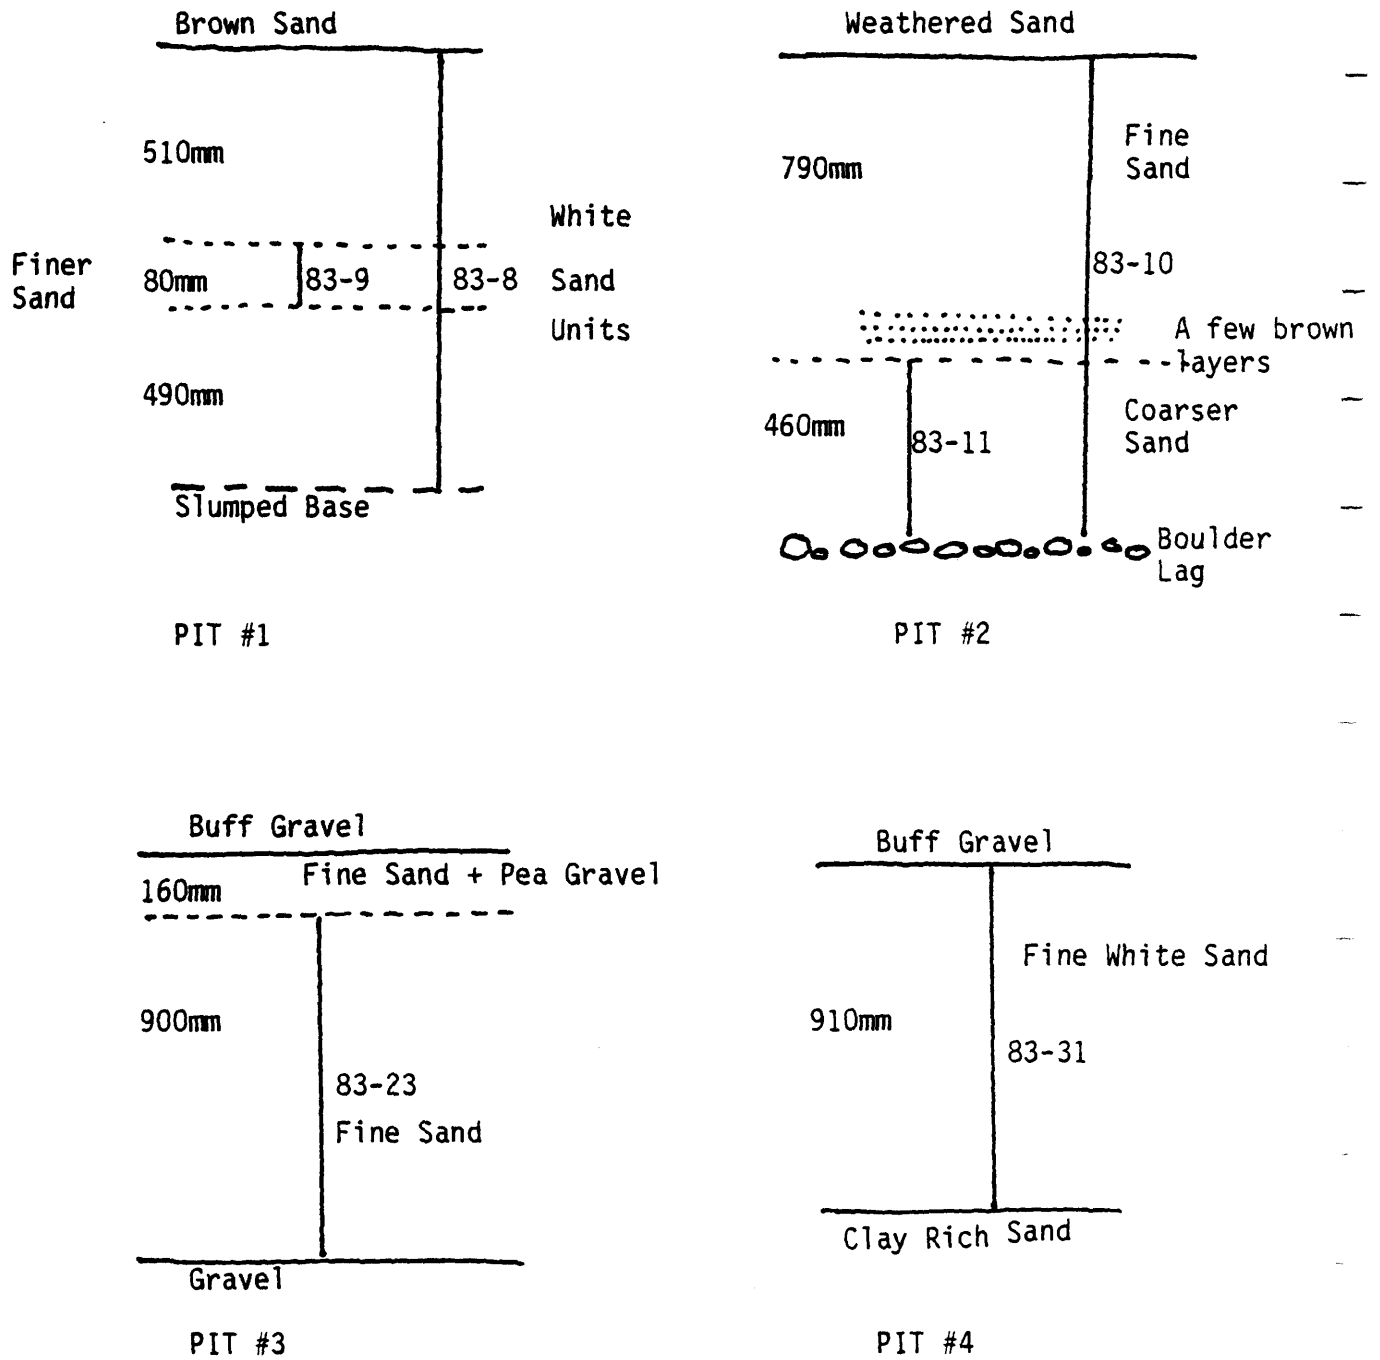 Brown Sand
510mm
White
Finer
Sand
80mm
83-9
83-8
Sand
Units
490mm
Slumped Base
PIT #1
Weathered Sand
Fine
Sand
790mm
83-10
A few brown
layers
460mm
83-11
Coarser
Sand
Boulder
Lag
PIT #2
Buff Gravel
Fine Sand + Pea Gravel
160mm
900mm
83-23
Fine Sand
Gravel
PIT #3
Buff Gravel
Fine White Sand
910mm
83-31
Clay Rich Sand
PIT #4